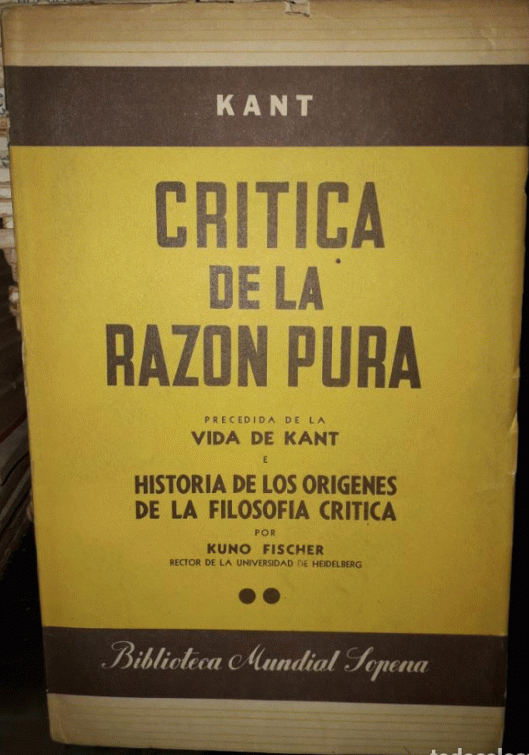 KANT
CRITICA
DE LA
RAZON PURA
PRECEDIDA DE LA
VIDA DE KANT
E
HISTORIA DE LOS ORIGENES
DE LA FILOSOFIA CRITICA
POR
KUNO FISCHER
RECTOR DE LA UNIVERSIDAD DE HEIDELBERG
Biblioteca Mundial Sopena